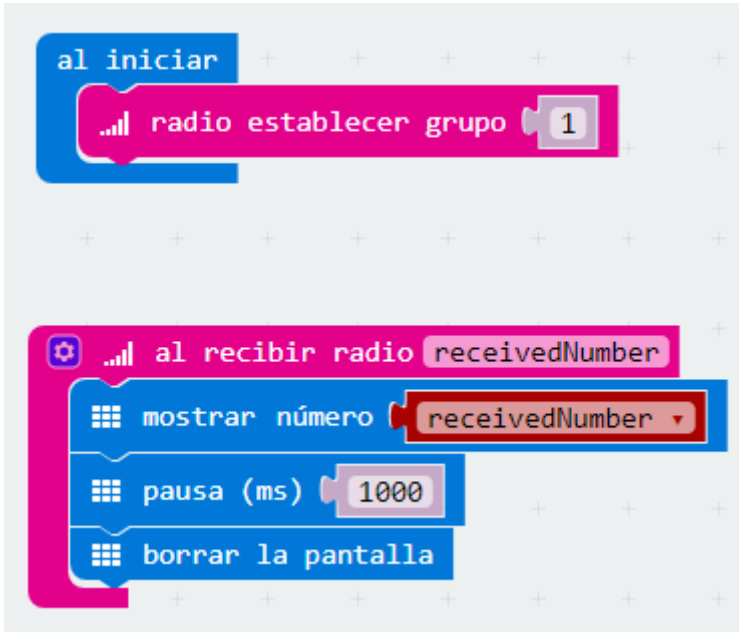 al iniciar
radio establecer grupo 1
al recibir radio receivedNumber
mostrar número receivedNumber
pausa (ms) 1000
borrar la pantalla